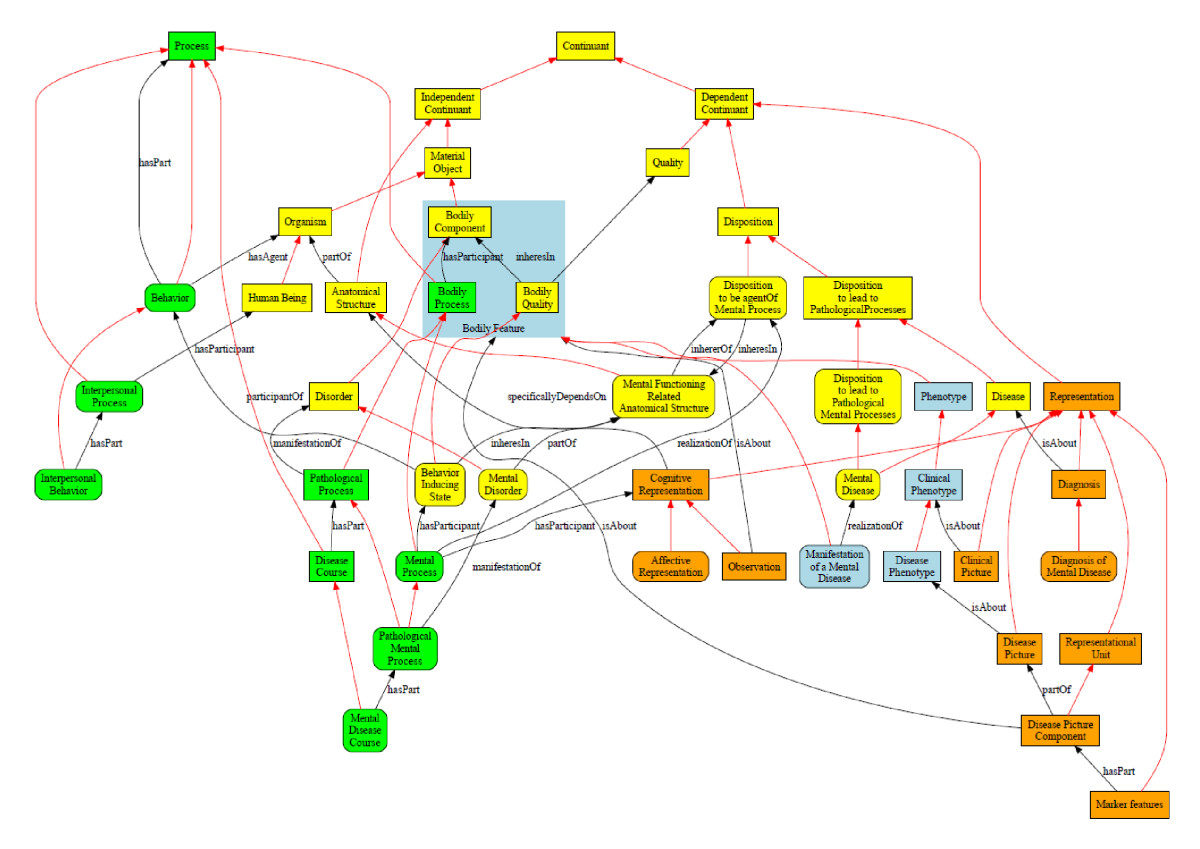 Process
Continuant
Independent
Continuant
Dependent
Continuant
hasPart
Material
Object
Quality
Organism
Bodily
Component
Disposition
hasAgent
partOf
hasParticipant
inheresIn
Behavior
Human Being
Anatomical
Structure
Bodily
Process
Bodily
Quality
Bodily Feature
Disposition
to be agentOf
Mental Process
Disposition
to lead to
PathologicalProcesses
hasParticipant
inhererOf
inheresIn
Interpersonal
Process
participantOf
Disorder
specificallyDependsOn
Mental Functioning
Related
Anatomical Structure
Disposition
to lead to
Pathological
Mental Processes
Phenotype
Disease
Representation
hasPart
manifestationOf
inheresIn
partOf
realizationOf
isAbout
isAbout
Interpersonal
Behavior
Pathological
Process
Behavior
Inducing
State
Mental
Disorder
Cognitive
Representation
Mental
Disease
Clinical
Phenotype
Diagnosis
hasPart
hasParticipant
hasParticipant
isAbout
realizationOf
isAbout
Disease
Course
Mental
Process
manifestationOf
Affective
Representation
Observation
Manifestation
of a Mental
Disease
Disease
Phenotype
Clinical
Picture
Diagnosis of
Mental Disease
isAbout
Pathological
Mental
Process
Disease
Picture
Representational
Unit
hasPart
partOf
Mental
Disease
Course
Disease Picture
Component
hasPart
Marker features